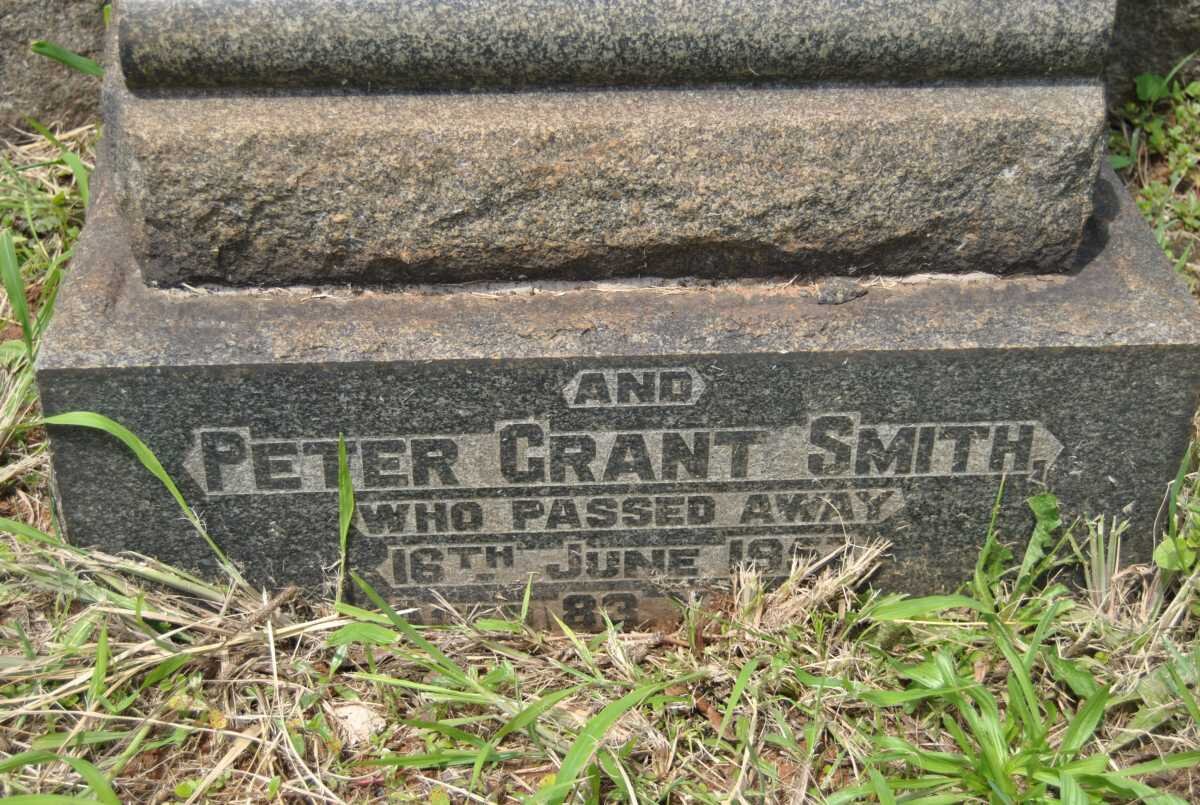 AND
PETER GRANT SMITH,
WHO PASSED AWAY
16TH JUNE
83